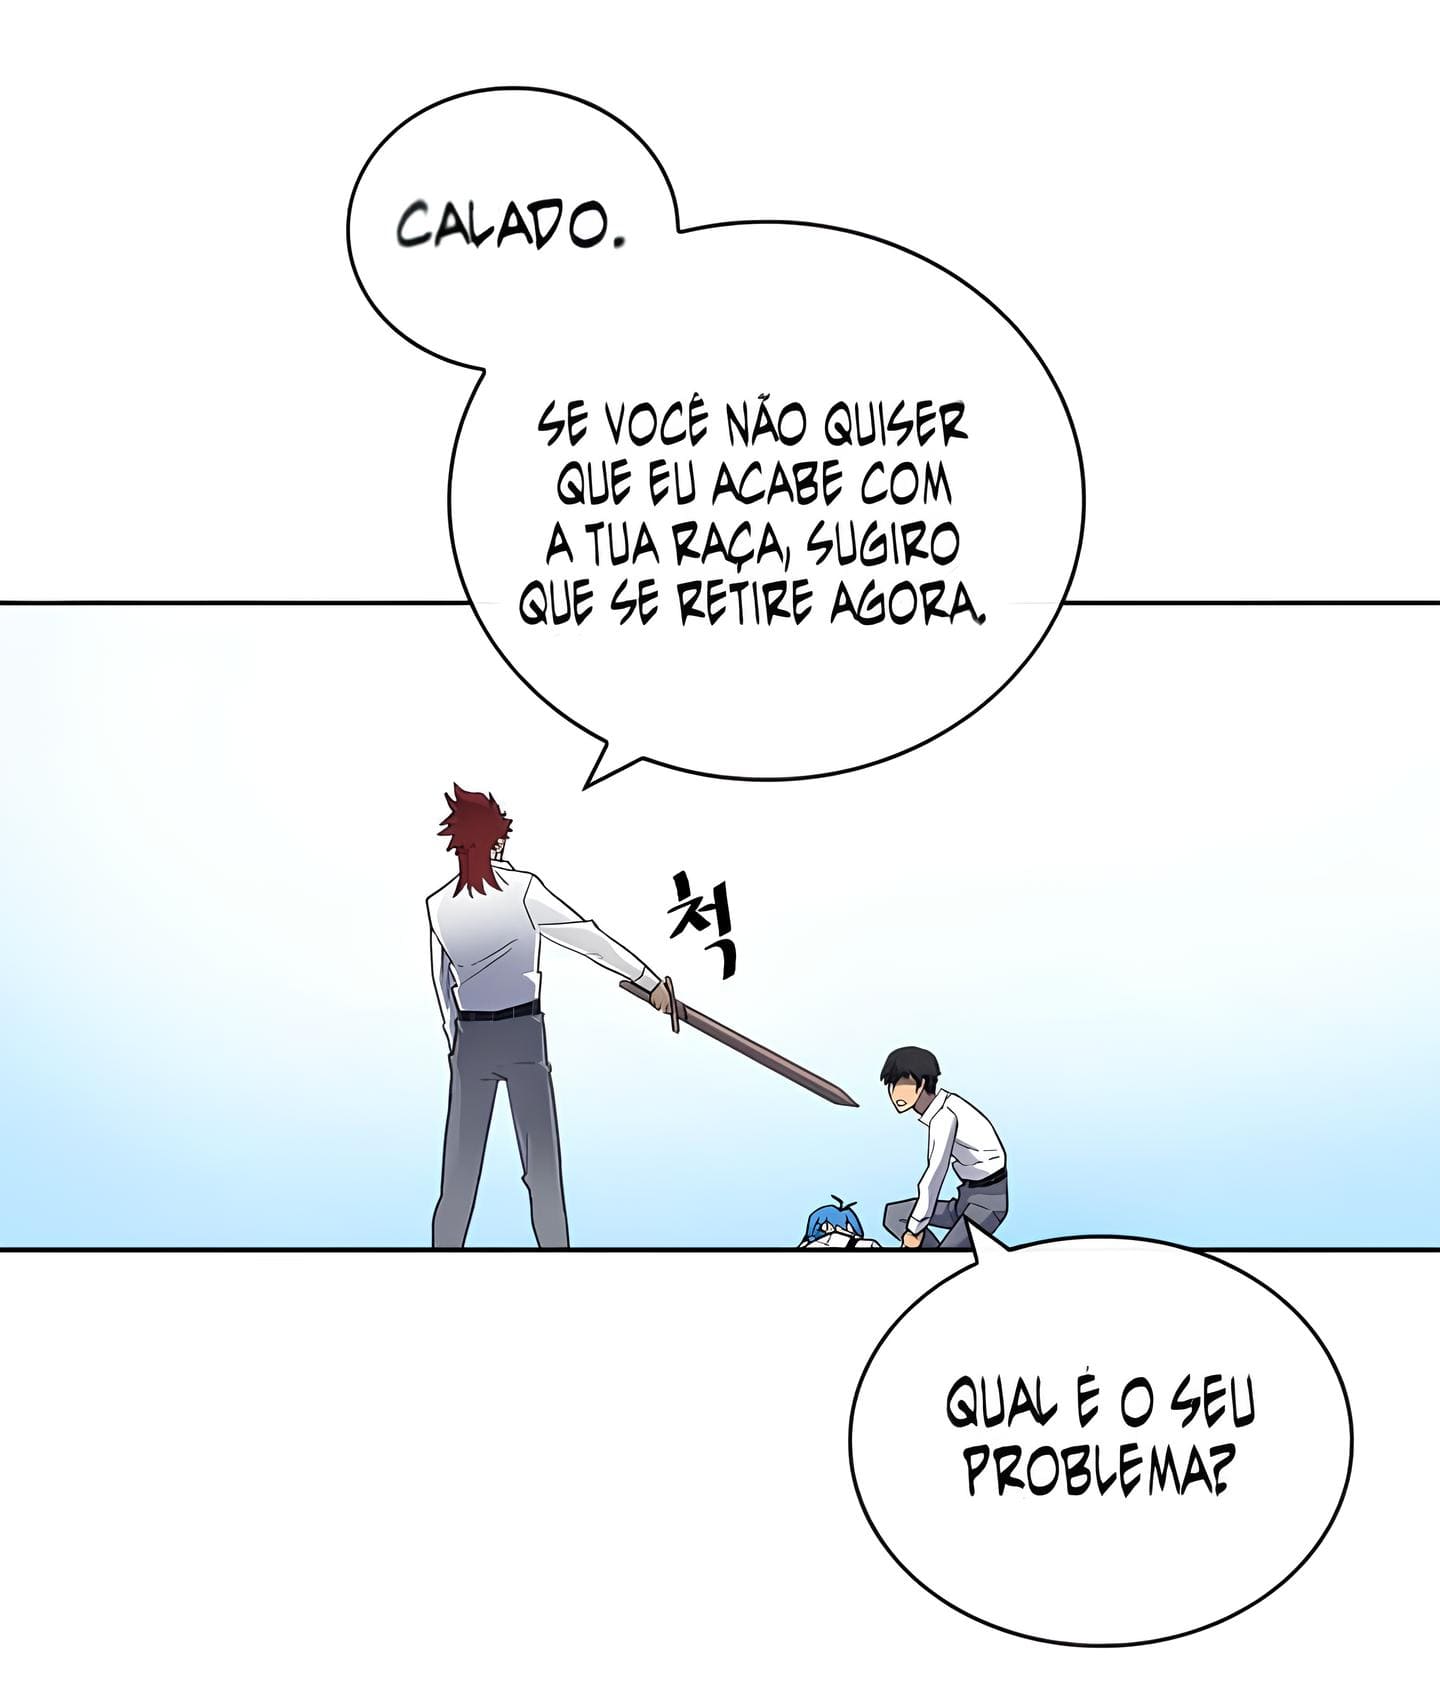 CALADO.
SE VOCÊ NÃO QUISER
QUE EU ACABE COM
A TUA RAÇA, SUGIRO
QUE SE RETIRE AGORA.
척
QUAL É O SEU
PROBLEMA?